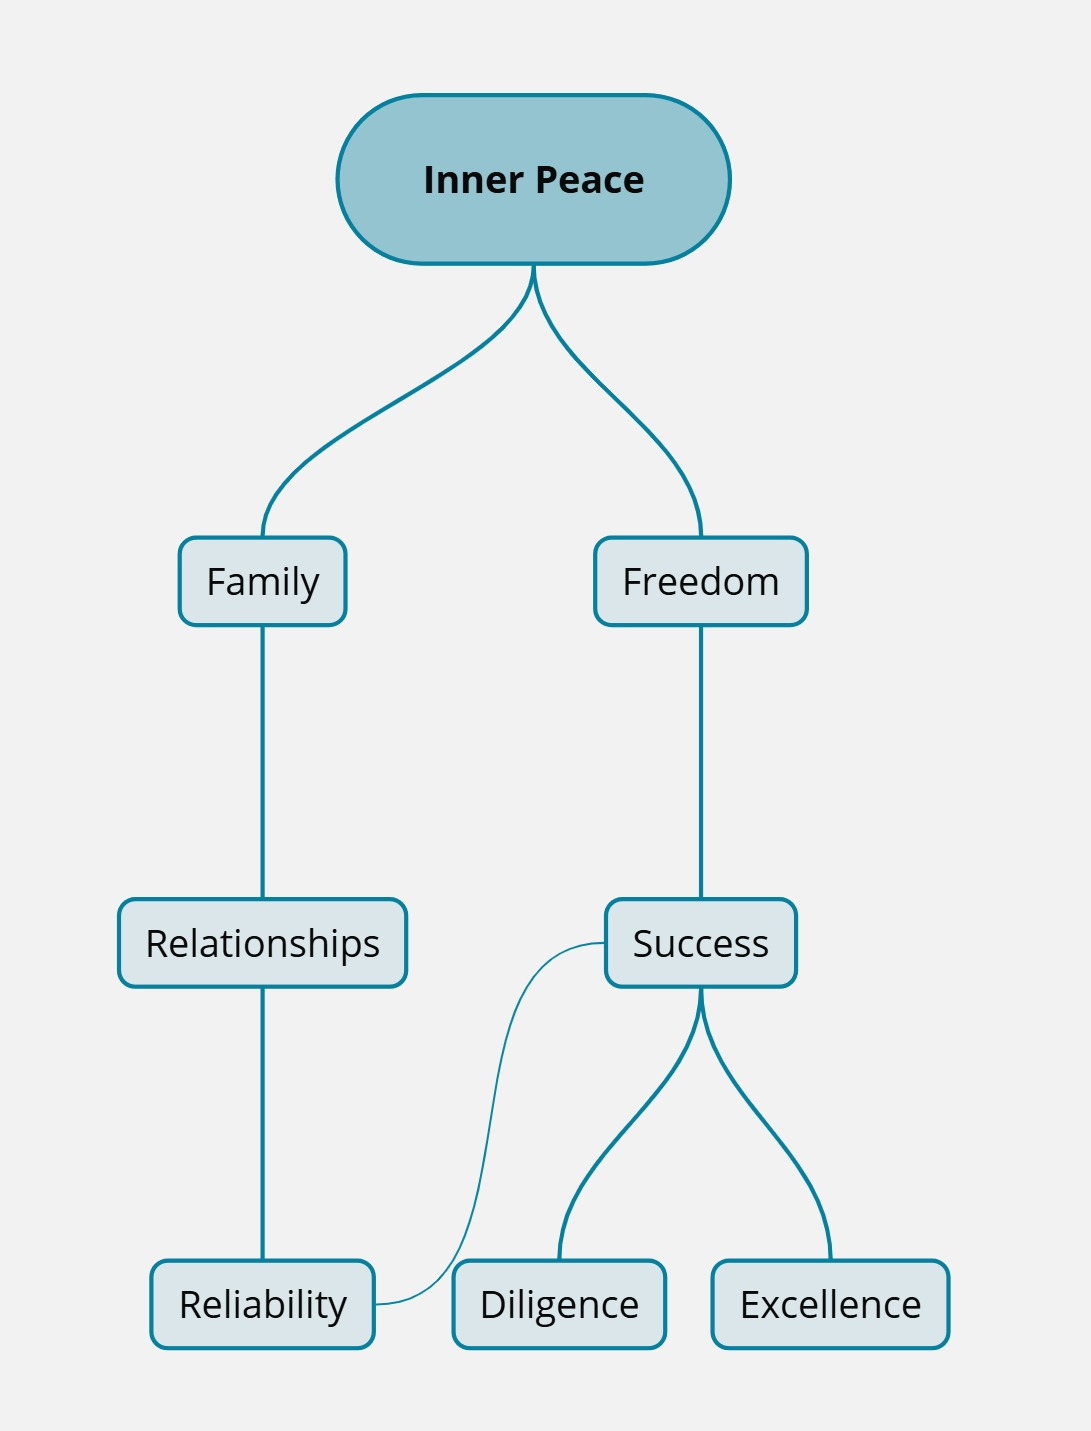 Inner Peace
Family
Freedom
Relationships
Success
Reliability
Diligence
Excellence